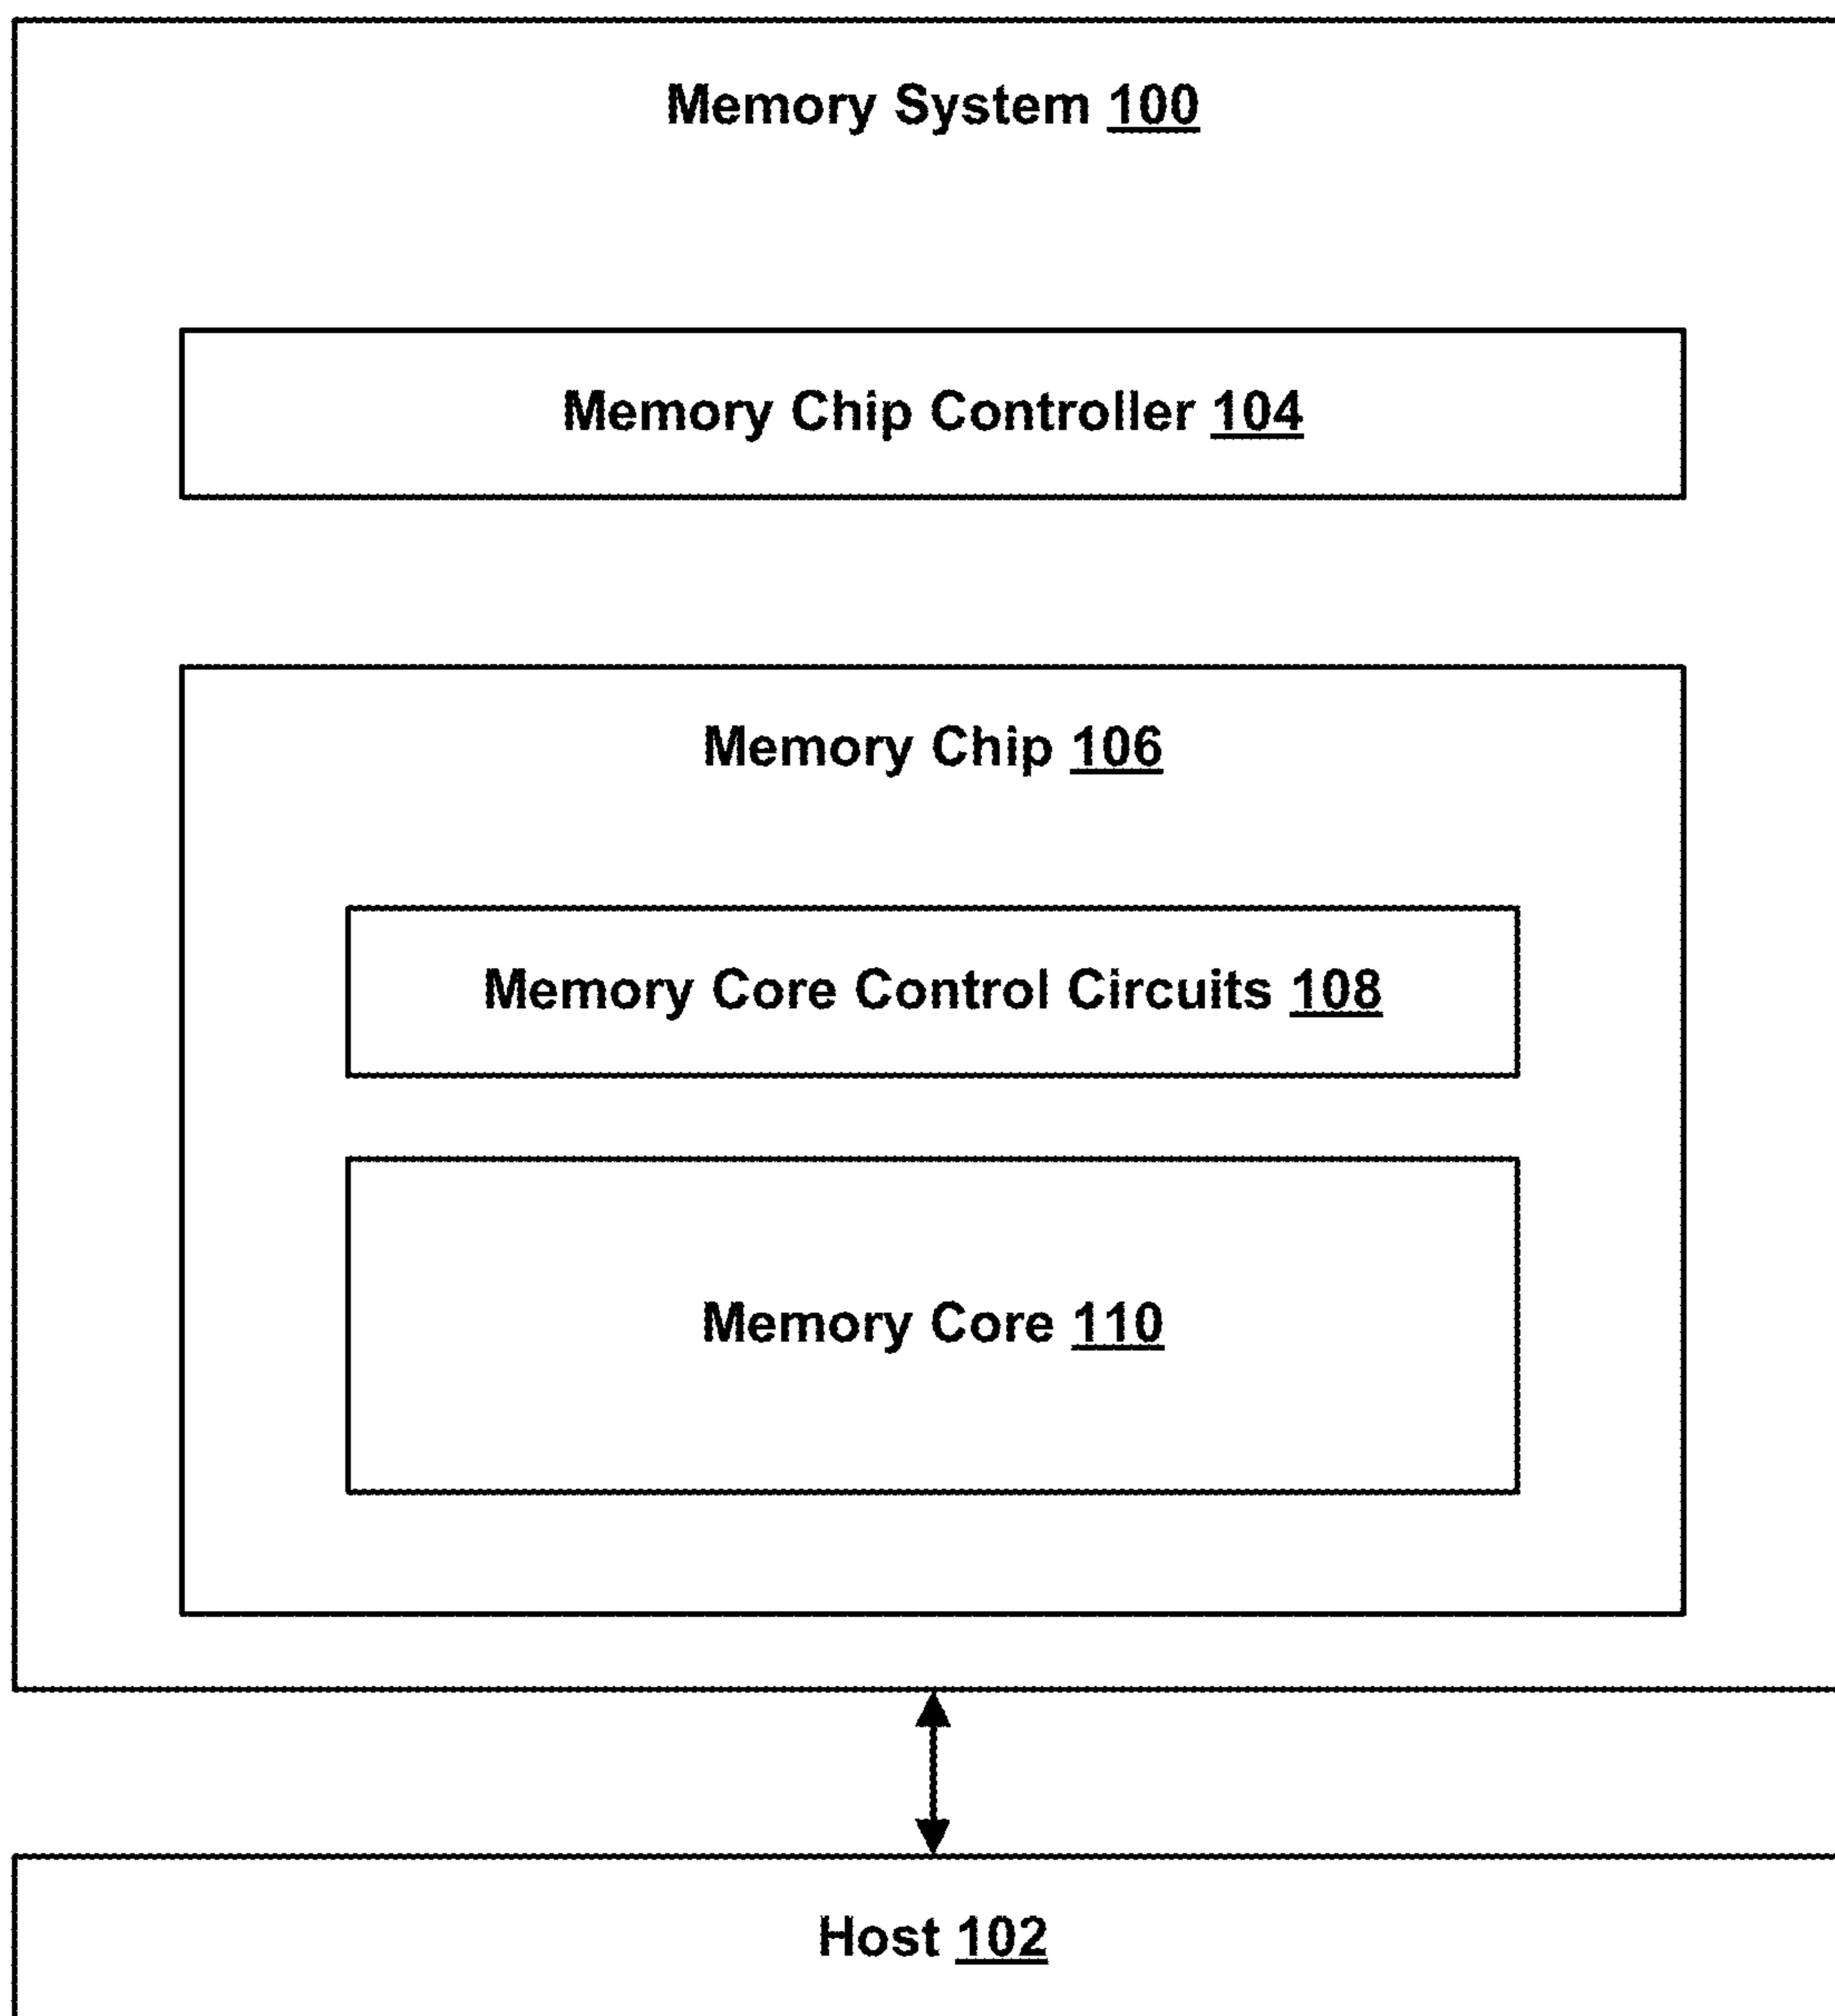 Memory System 100
Memory Chip Controller 104
Memory Chip 106
Memory Core Control Circuits 108
Memory Core 110
Host 102